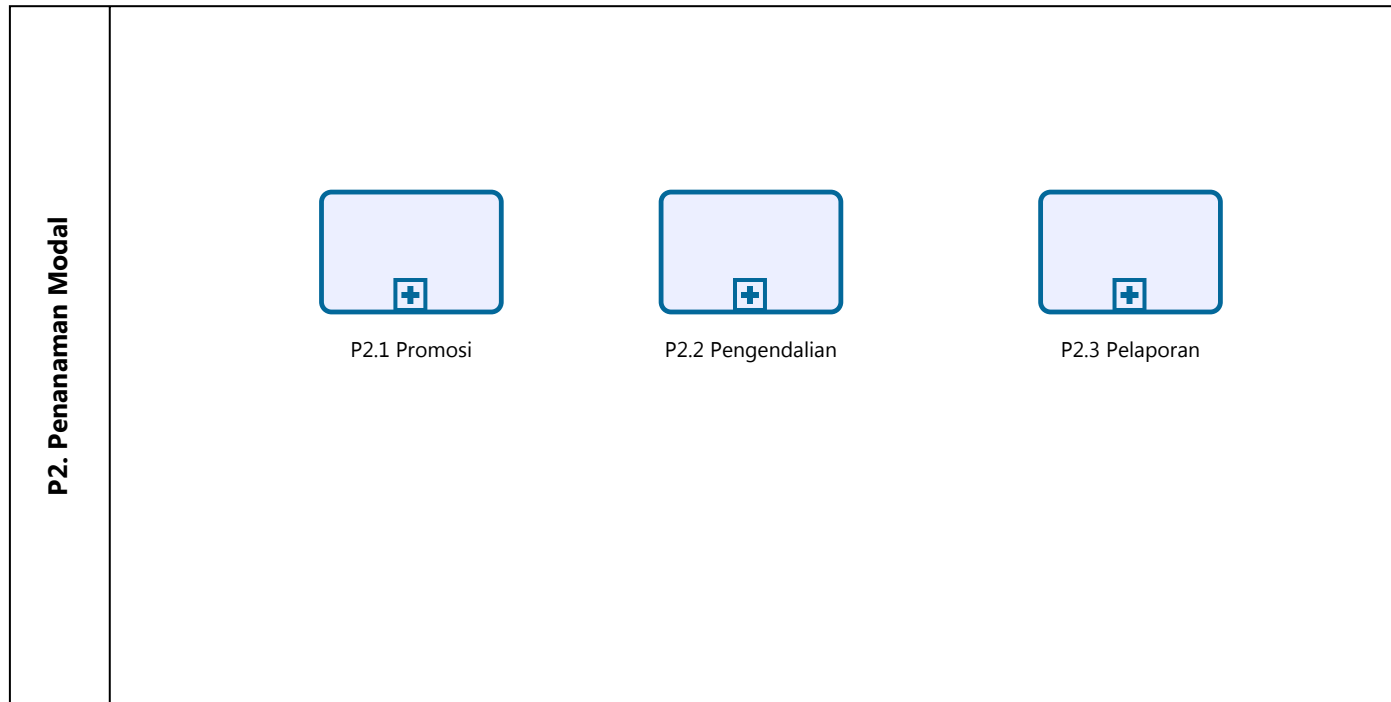 P2. Penanaman Modal
P2.1 Promosi
P2.2 Pengendalian
P2.3 Pelaporan